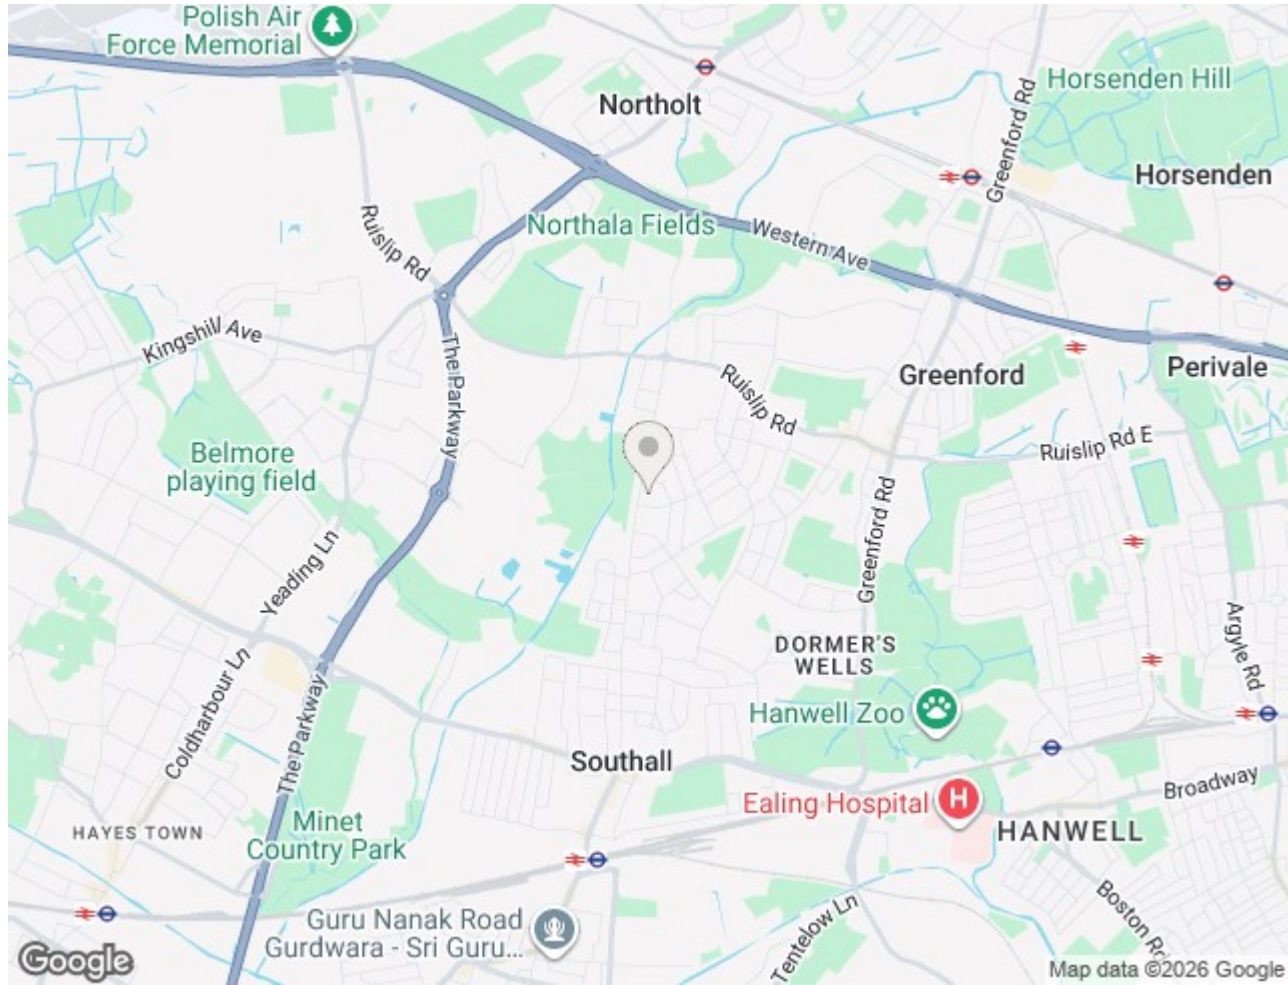 Polish Air
Force Memorial
Northolt
Horsenden Hill
Greenford Rd
Horsenden
Ruislip Rd
Northala Fields
Western Ave
Kingshill Ave
The Parkway
Greenford
Perivale
Ruislip Rd
Ruislip Rd E
Belmore
playing field
Greenford Rd
Yeading Ln
DORMER'S
WELLS
Argyle Rd
Coldharbour Ln
The Parkway
Hanwell Zoo
Southall
Broadway
Ealing Hospital
H
HANWELL
HAYES TOWN
Minet
Country Park
Boston Rd
Tentelow Ln
Guru Nanak Road
Gurdwara - Sri Guru...
Google
Map data ©2026 Google